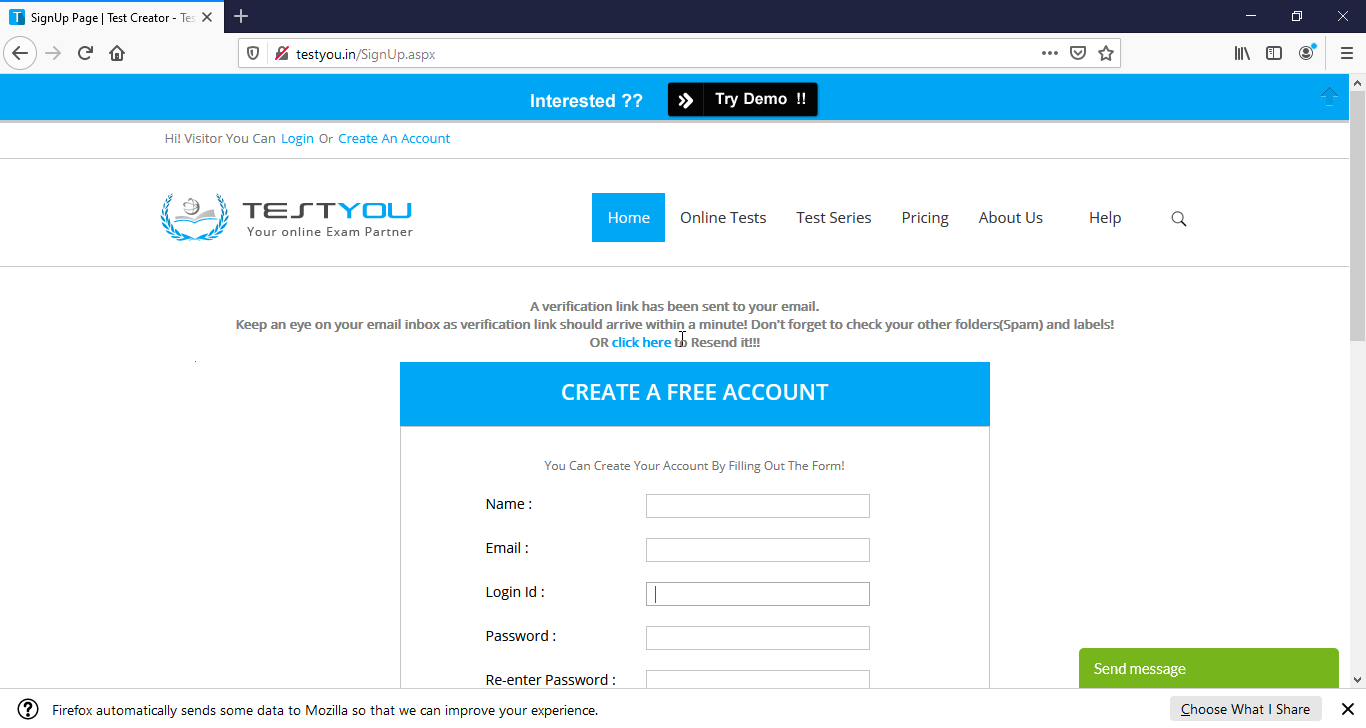 SignUp Page | Test Creator - Tes
testyou.in/SignUp.aspx
Interested ?? Try Demo !!
Hi! Visitor You Can Login Or Create An Account
TESTYOU
Your online Exam Partner
Home Online Tests Test Series Pricing About Us Help
A verification link has been sent to your email.
Keep an eye on your email inbox as verification link should arrive within a minute! Don't forget to check your other folders(Spam) and labels!
OR click here to Resend it!!!
CREATE A FREE ACCOUNT
You Can Create Your Account By Filling Out The Form!
Name :
Email :
Login Id :
Password :
Re-enter Password :
Send message
Firefox automatically sends some data to Mozilla so that we can improve your experience. Choose What I Share